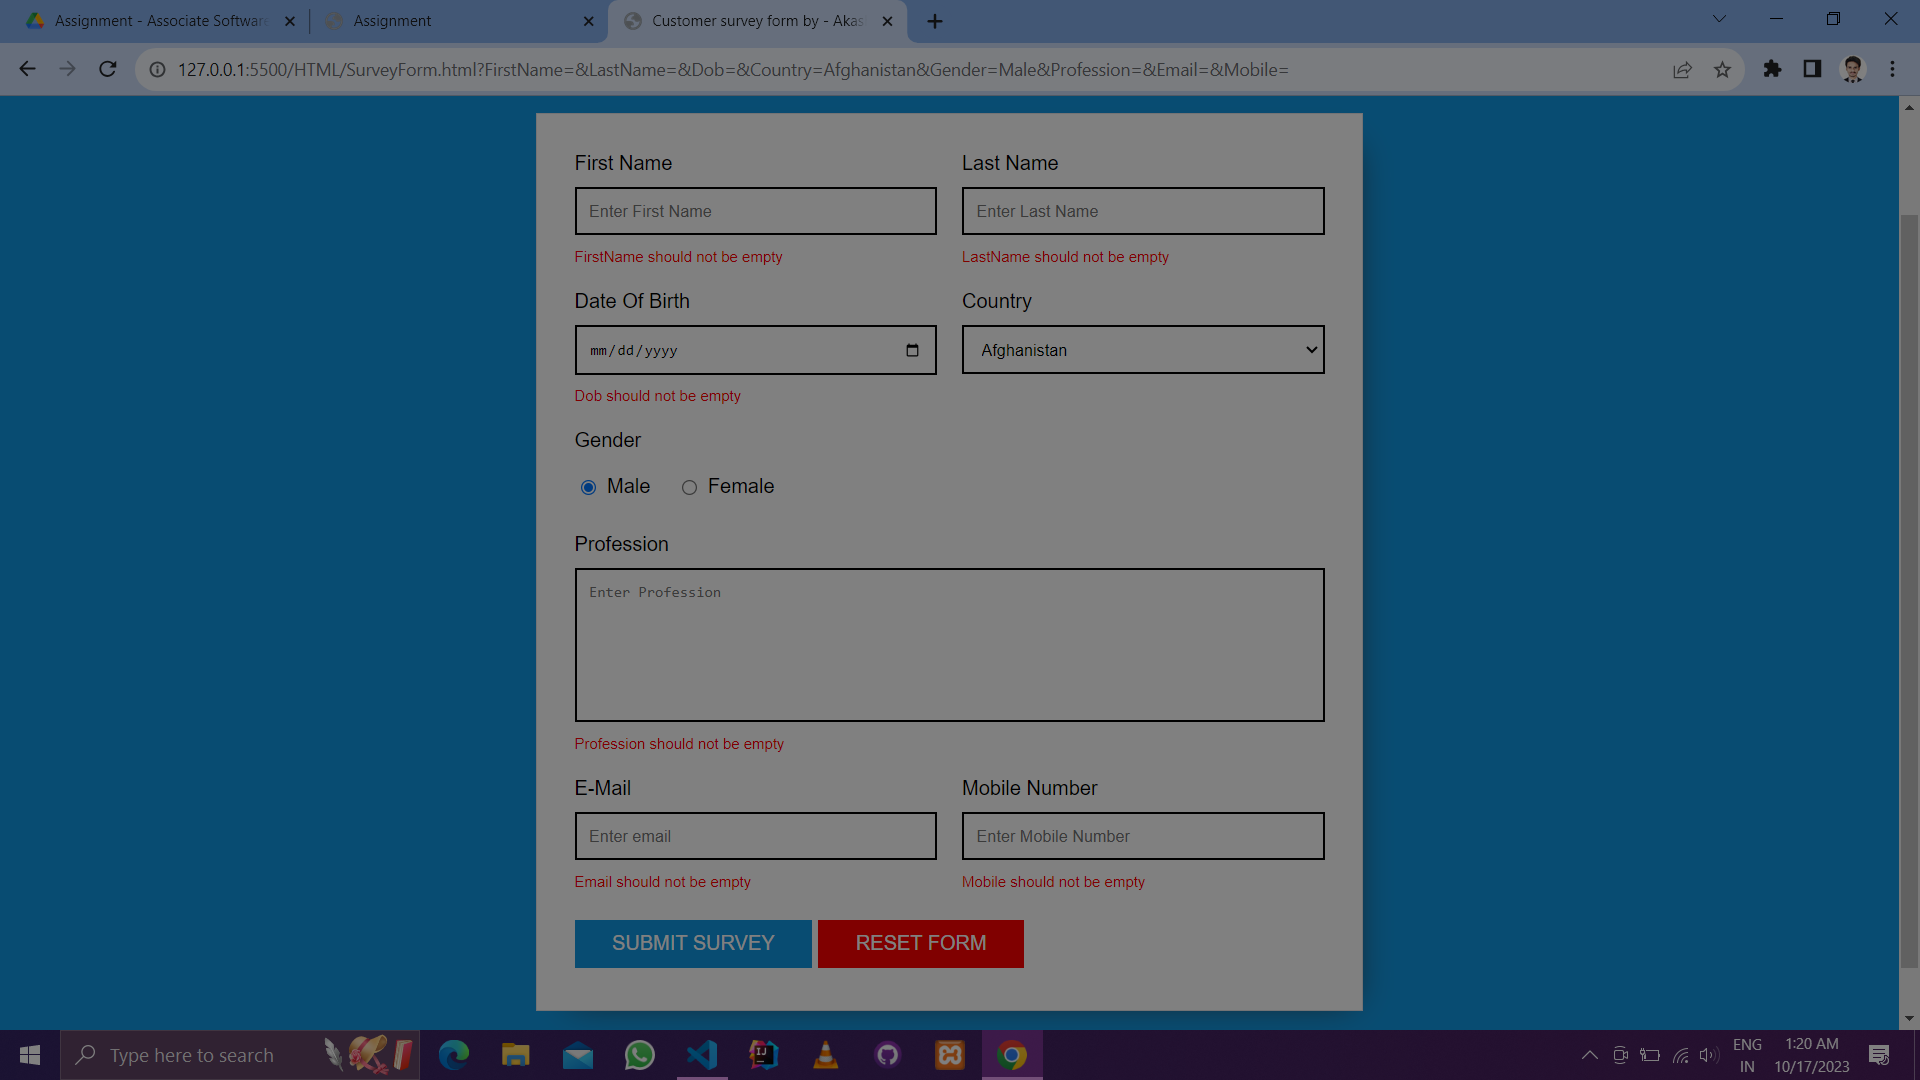 Assignment - Associate Softwar
Assignment
Customer survey form by - Akas
127.0.0.1:5500/HTML/SurveyForm.html?FirstName=&LastName=&Dob=&Country=Afghanistan&Gender=Male&Profession=&Email=&Mobile=
First Name
Last Name
Enter First Name
Enter Last Name
FirstName should not be empty
LastName should not be empty
Date Of Birth
Country
mm/dd/yyyy
Afghanistan
Dob should not be empty
Gender
Male
Female
Profession
Enter Profession
Profession should not be empty
E-Mail
Mobile Number
Enter email
Enter Mobile Number
Email should not be empty
Mobile should not be empty
SUBMIT SURVEY
RESET FORM
Type here to search
IJ
ENG
IN
1:20 AM
10/17/2023